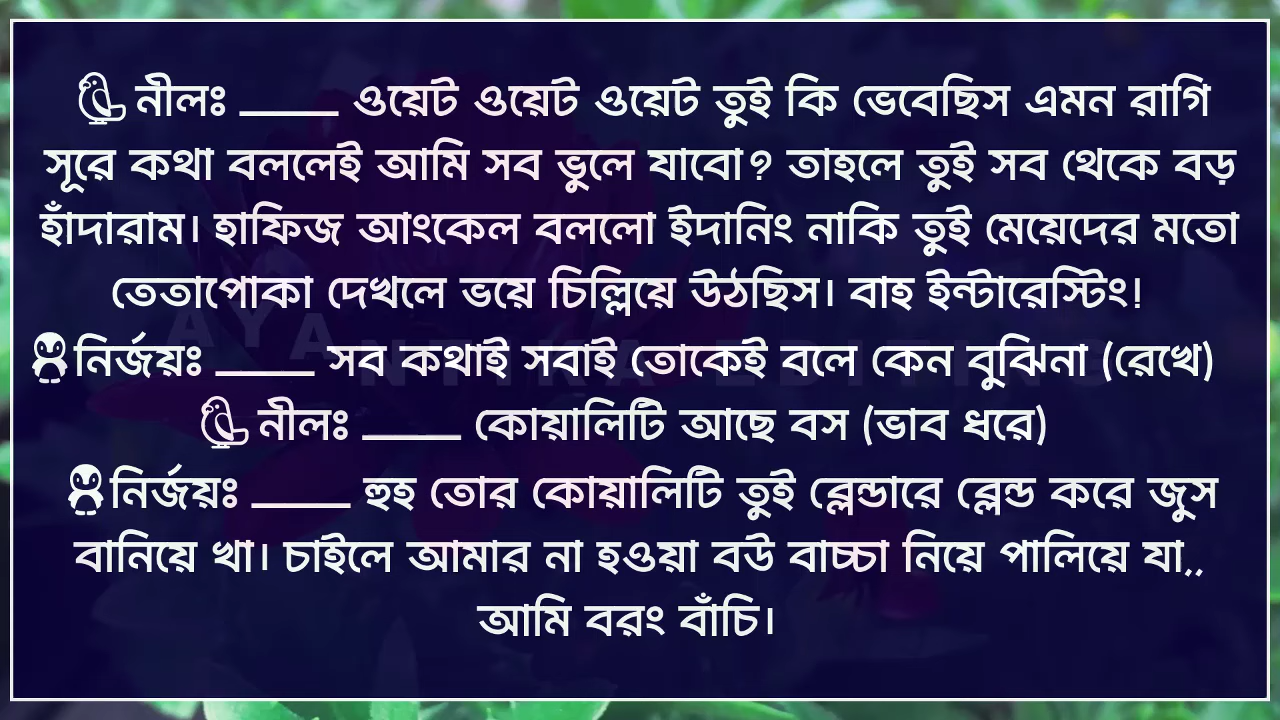 নীলঃ ____ ওয়েট ওয়েট ওয়েট তুই কি ভেবেছিস এমন রাগি
সূরে কথা বললেই আমি সব ভুলে যাবো? তাহলে তুই সব থেকে বড়
হাঁদারাম। হাফিজ আংকেল বললো ইদানিং নাকি তুই মেয়েদের মতো
তেতাপোকা দেখলে ভয়ে চিল্লিয়ে উঠছিস। বাহ ইন্টারেস্টিং!
নির্জয়ঃ ____ সব কথাই সবাই তোকেই বলে কেন বুঝিনা (রেখে)
নীলঃ ____ কোয়ালিটি আছে বস (ভাব ধরে)
নির্জয়ঃ ____ হুহ তোর কোয়ালিটি তুই ব্লেন্ডারে ব্লেন্ড করে জুস
বানিয়ে খা। চাইলে আমার না হওয়া বউ বাচ্চা নিয়ে পালিয়ে যা..
আমি বরং বাঁচি।
AYANTIKA EDITING